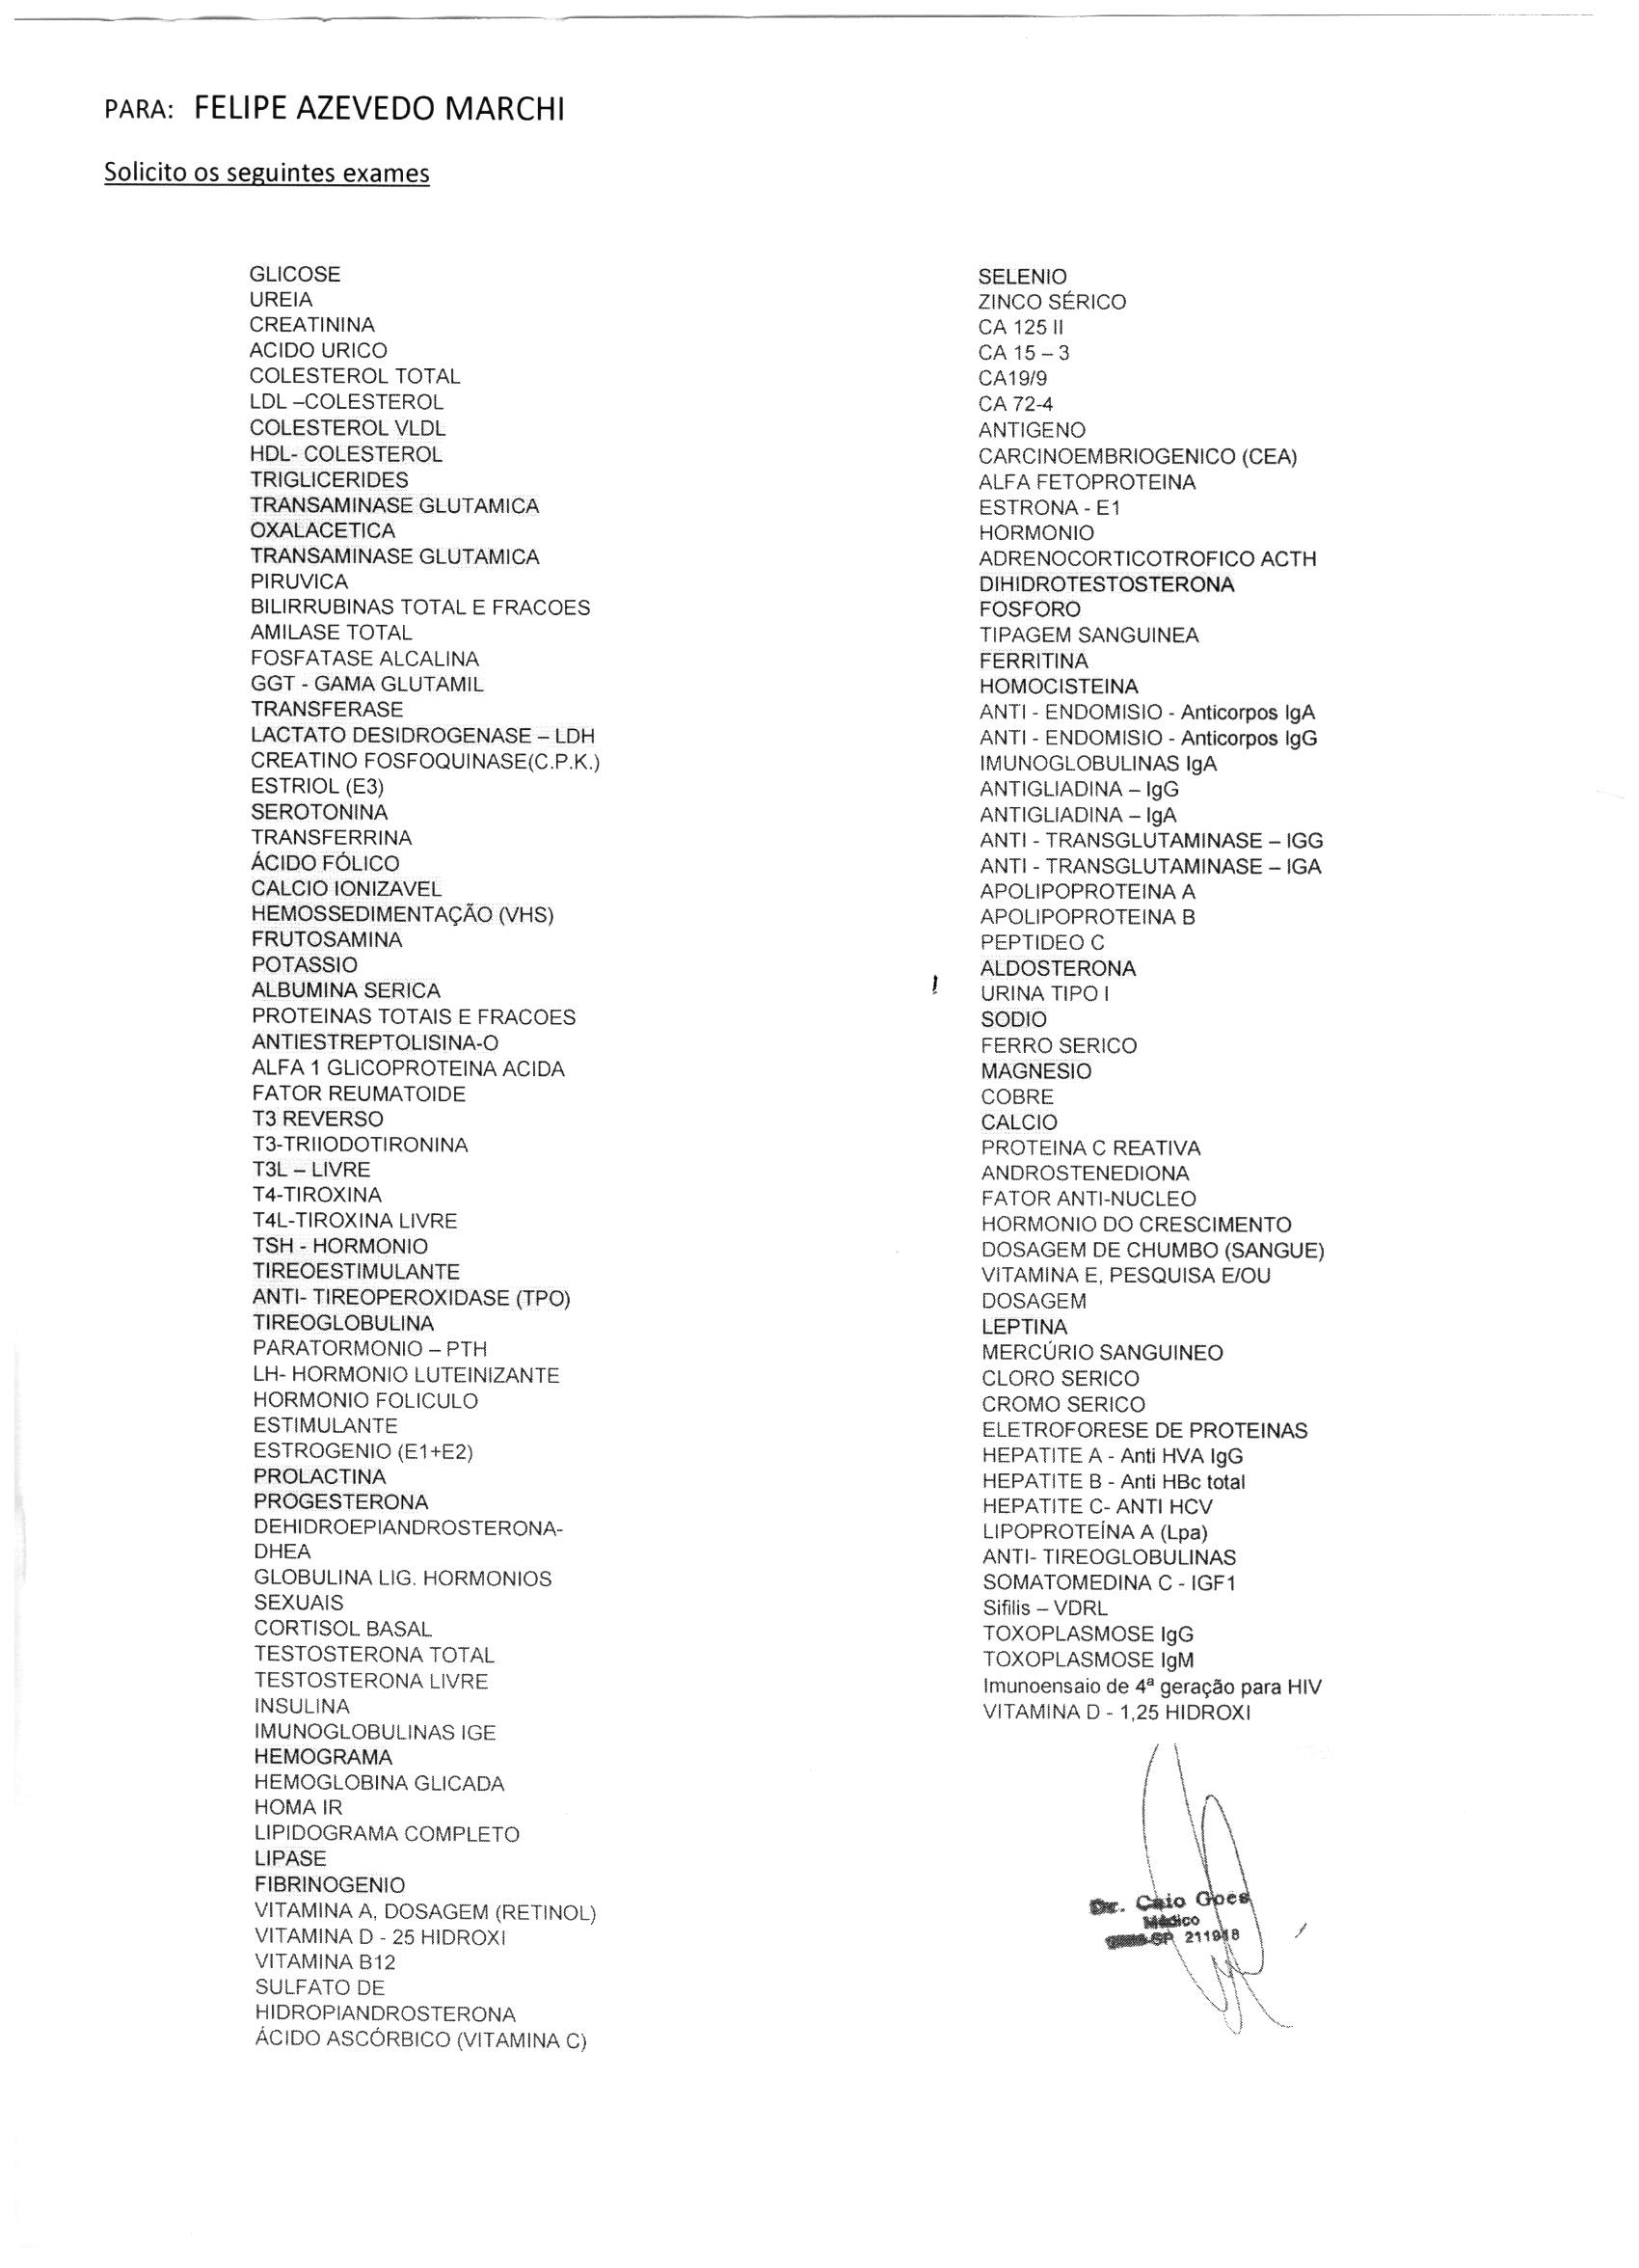 PARA: FELIPE AZEVEDO MARCHI
Solicito os seguintes exames
GLICOSE
UREIA
CREATININA
ACIDO URICO
COLESTEROL TOTAL
LDL –COLESTEROL
COLESTEROL VLDL
HDL- COLESTEROL
TRIGLICERIDES
TRANSAMINASE GLUTAMICA
OXALACETICA
TRANSAMINASE GLUTAMICA
PIRUVICA
BILIRRUBINAS TOTAL E FRACOES
AMILASE TOTAL
FOSFATASE ALCALINA
GGT - GAMA GLUTAMIL
TRANSFERASE
LACTATO DESIDROGENASE – LDH
CREATINO FOSFOQUINASE(C.P.K.)
ESTRIOL (E3)
SEROTONINA
TRANSFERRINA
ÁCIDO FÓLICO
CALCIO IONIZAVEL
HEMOSSEDIMENTAÇÃO (VHS)
FRUTOSAMINA
POTASSIO
ALBUMINA SERICA
PROTEINAS TOTAIS E FRACOES
ANTIESTREPTOLISINA-O
ALFA 1 GLICOPROTEINA ACIDA
FATOR REUMATOIDE
T3 REVERSO
T3-TRIIODOTIRONINA
T3L – LIVRE
T4-TIROXINA
T4L-TIROXINA LIVRE
TSH - HORMONIO
TIREOESTIMULANTE
ANTI- TIREOPEROXIDASE (TPO)
TIREOGLOBULINA
PARATORMONIO – PTH
LH- HORMONIO LUTEINIZANTE
HORMONIO FOLICULO
ESTIMULANTE
ESTROGENIO (E1+E2)
PROLACTINA
PROGESTERONA
DEHIDROEPIANDROSTERONA-
DHEA
GLOBULINA LIG. HORMONIOS
SEXUAIS
CORTISOL BASAL
TESTOSTERONA TOTAL
TESTOSTERONA LIVRE
INSULINA
IMUNOGLOBULINAS IGE
HEMOGRAMA
HEMOGLOBINA GLICADA
HOMA IR
LIPIDOGRAMA COMPLETO
LIPASE
FIBRINOGENIO
VITAMINA A, DOSAGEM (RETINOL)
VITAMINA D - 25 HIDROXI
VITAMINA B12
SULFATO DE
HIDROPIANDROSTERONA
ÁCIDO ASCÓRBICO (VITAMINA C)
SELENIO
ZINCO SÉRICO
CA 125 II
CA 15 – 3
CA19/9
CA 72-4
ANTIGENO
CARCINOEMBRIOGENICO (CEA)
ALFA FETOPROTEINA
ESTRONA - E1
HORMONIO
ADRENOCORTICOTROFICO ACTH
DIHIDROTESTOSTERONA
FOSFORO
TIPAGEM SANGUINEA
FERRITINA
HOMOCISTEINA
ANTI - ENDOMISIO - Anticorpos IgA
ANTI - ENDOMISIO - Anticorpos IgG
IMUNOGLOBULINAS IgA
ANTIGLIADINA – IgG
ANTIGLIADINA – IgA
ANTI - TRANSGLUTAMINASE – IGG
ANTI - TRANSGLUTAMINASE – IGA
APOLIPOPROTEINA A
APOLIPOPROTEINA B
PEPTIDEO C
ALDOSTERONA
URINA TIPO I
SODIO
FERRO SERICO
MAGNESIO
COBRE
CALCIO
PROTEINA C REATIVA
ANDROSTENEDIONA
FATOR ANTI-NUCLEO
HORMONIO DO CRESCIMENTO
DOSAGEM DE CHUMBO (SANGUE)
VITAMINA E, PESQUISA E/OU
DOSAGEM
LEPTINA
MERCÚRIO SANGUINEO
CLORO SERICO
CROMO SERICO
ELETROFORESE DE PROTEINAS
HEPATITE A - Anti HVA IgG
HEPATITE B - Anti HBc total
HEPATITE C- ANTI HCV
LIPOPROTEÍNA A (Lpa)
ANTI- TIREOGLOBULINAS
SOMATOMEDINA C - IGF1
Sifilis – VDRL
TOXOPLASMOSE IgG
TOXOPLASMOSE IgM
Imunoensaio de 4ª geração para HIV
VITAMINA D - 1,25 HIDROXI
Dr. Caio Goes
Médico
SP 211918